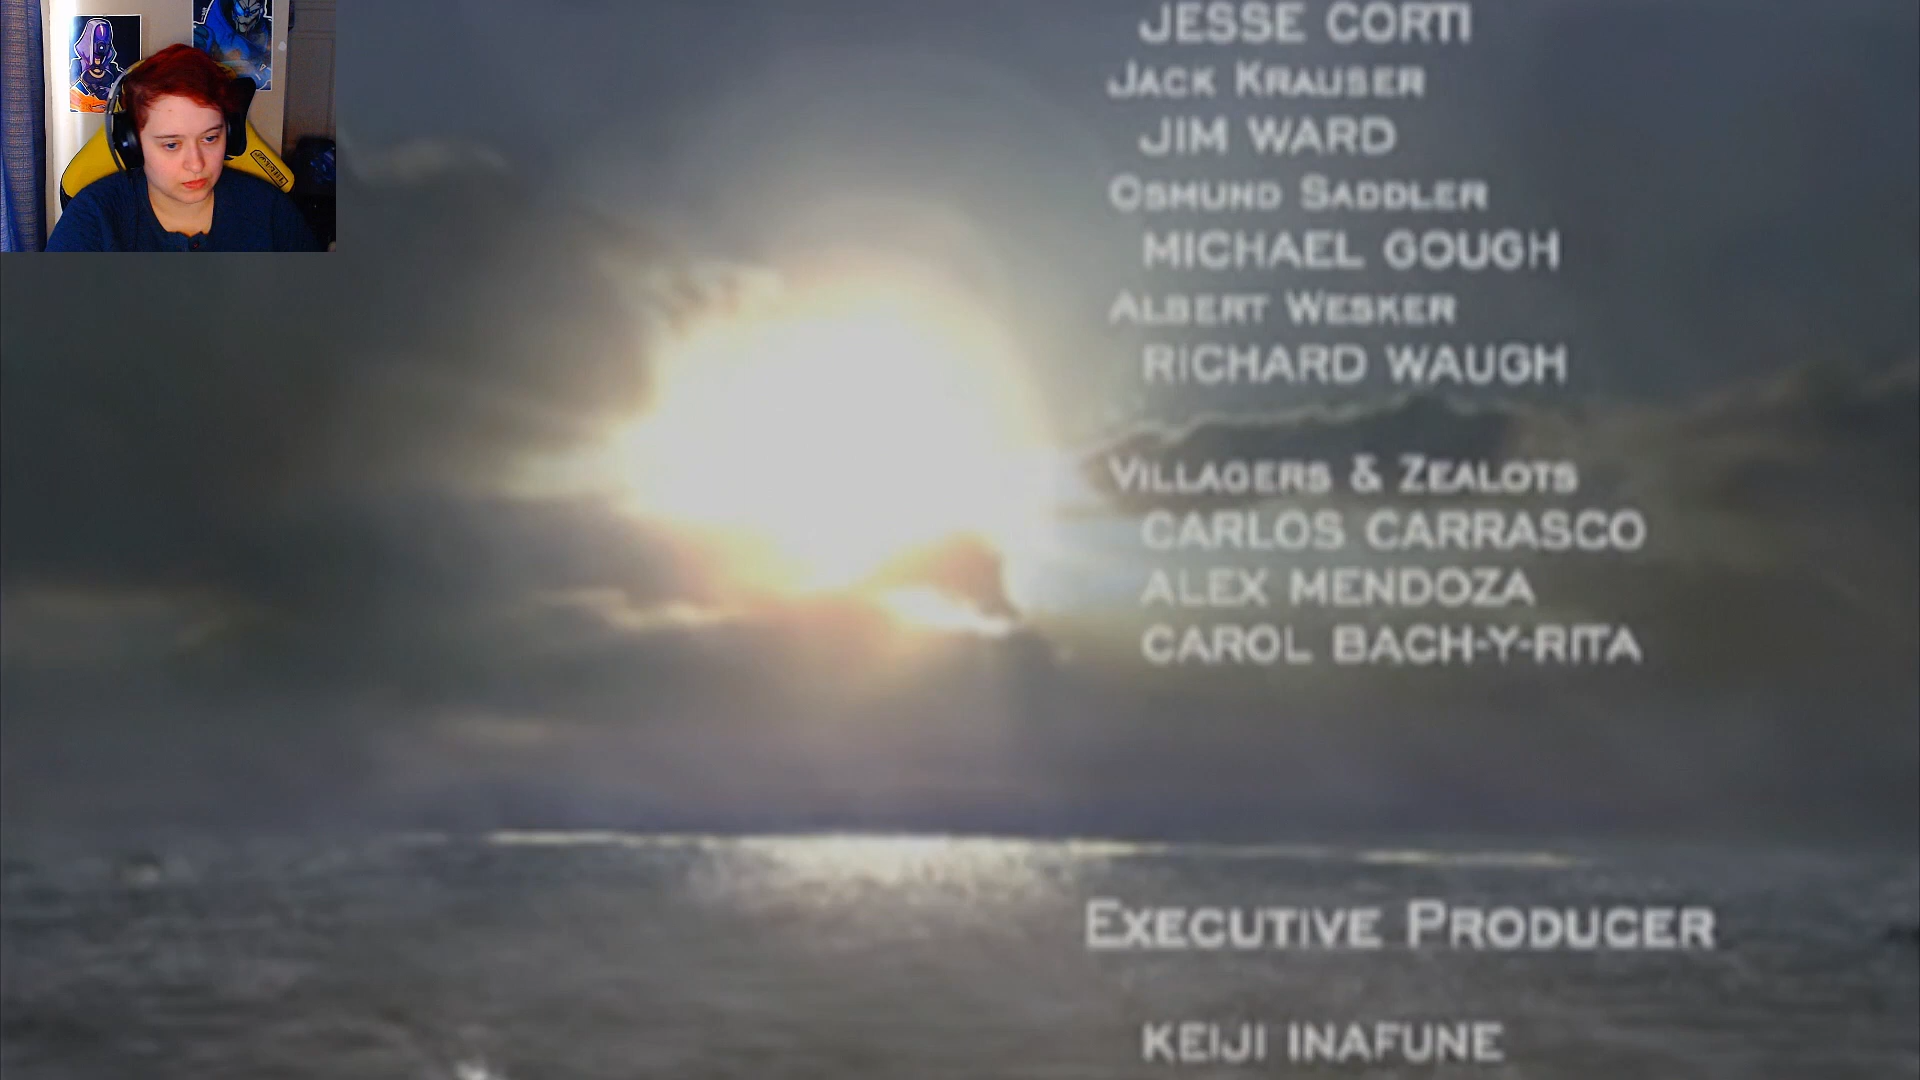 JESSE CORTI
JACK KRAUSER
JIM WARD
OSMUND SADDLER
MICHAEL GOUGH
ALBERT WESKER
RICHARD WAUGH
VILLAGERS & ZEALOTS
CARLOS CARRASCO
ALEX MENDOZA
CAROL BACH-Y-RITA
EXECUTIVE PRODUCER
KEIJI INAFUNE